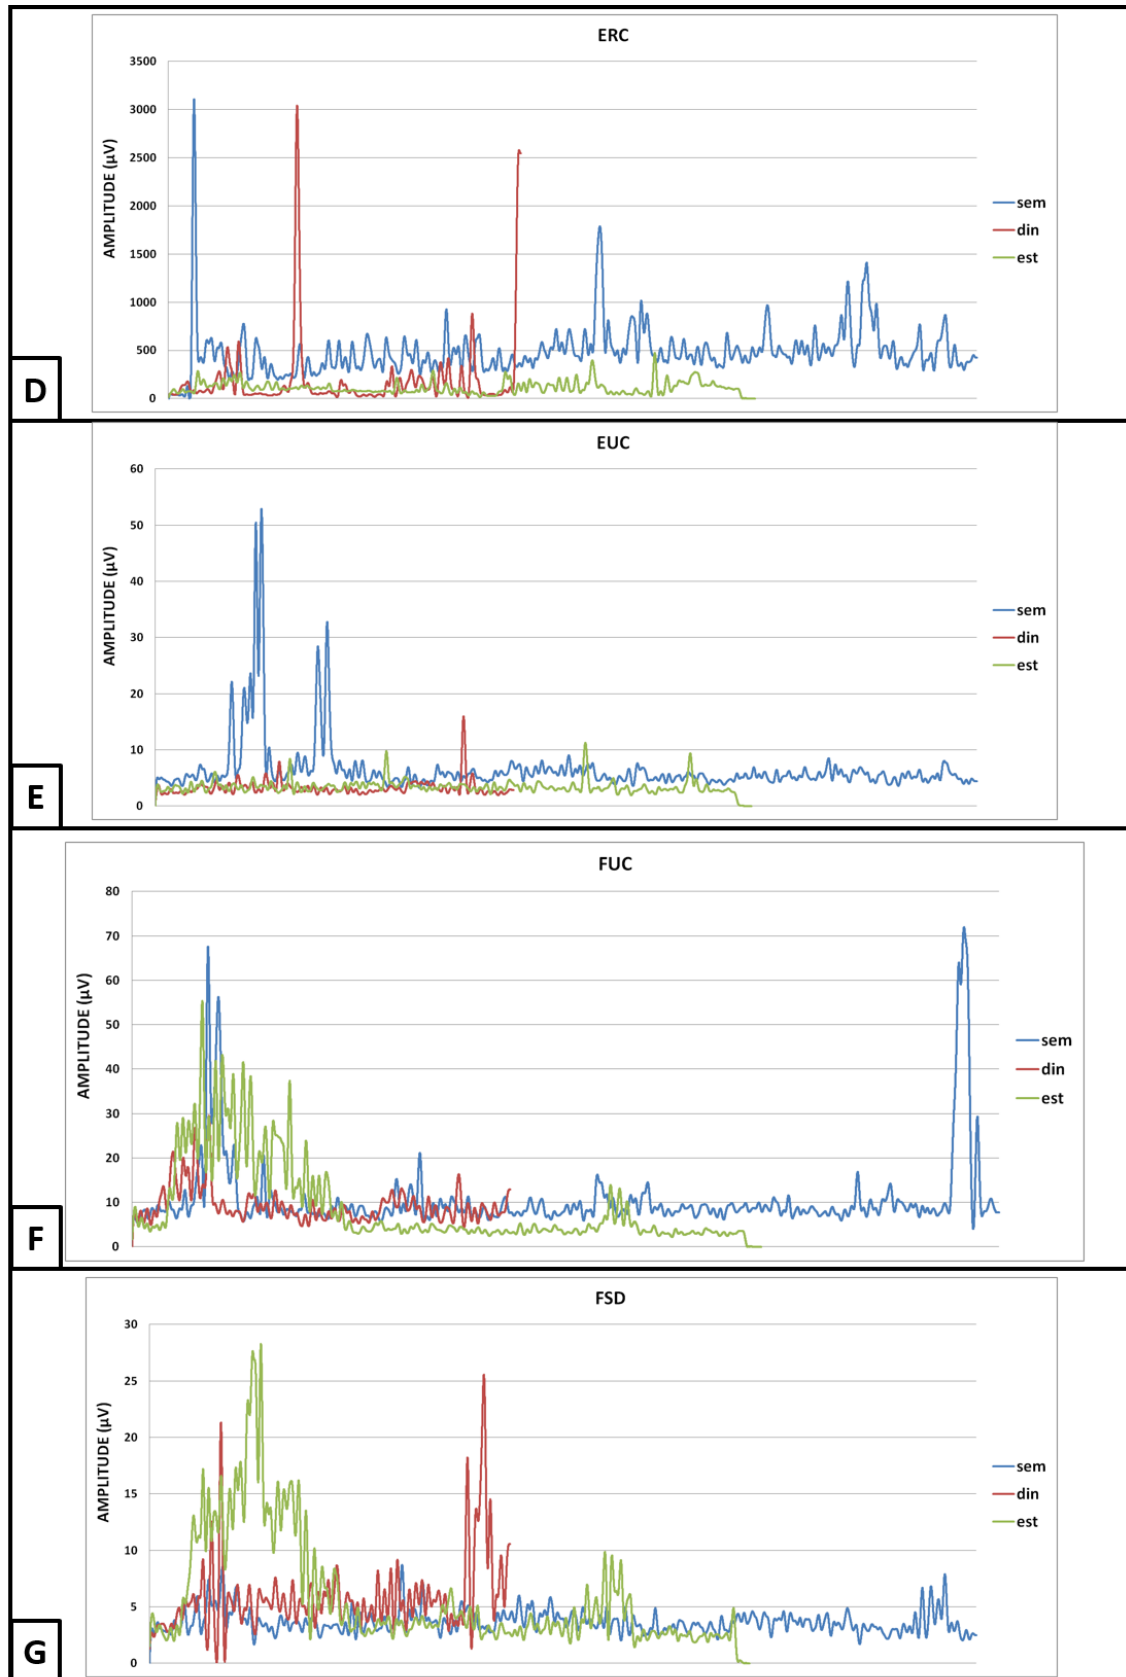 ERC
AMPLITUDE (µV)
3500
3000
2500
2000
1500
1000
500
0
sem
din
est
D
EUC
AMPLITUDE (µV)
60
50
40
30
20
10
0
sem
din
est
E
FUC
AMPLITUDE (µV)
80
70
60
50
40
30
20
10
0
sem
din
est
F
FSD
AMPLITUDE (µV)
30
25
20
15
10
5
0
sem
din
est
G